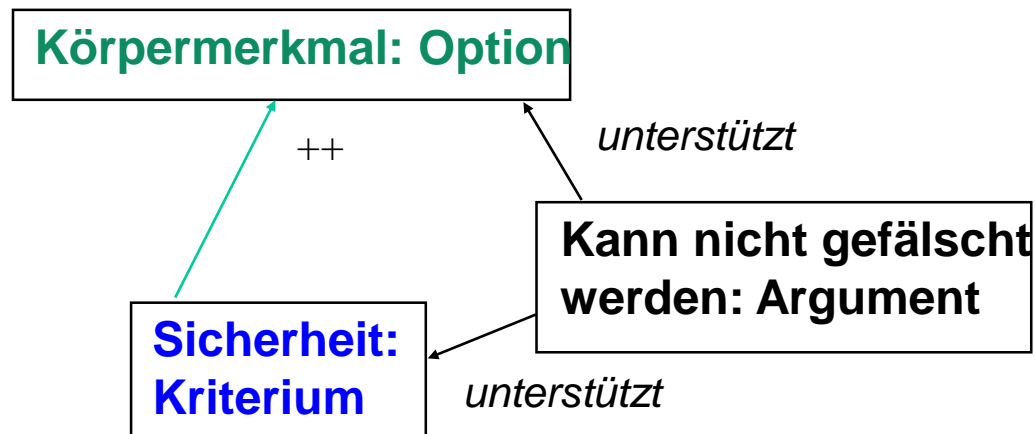 Körpermerkmal: Option
++
unterstützt
Kann nicht gefälscht
werden: Argument
Sicherheit:
Kriterium
unterstützt